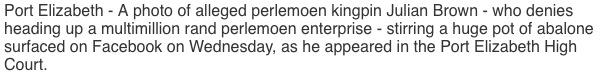 Port Elizabeth - A photo of alleged perlemoen kingpin Julian Brown - who denies
heading up a multimillion rand perlemoen enterprise - stirring a huge pot of abalone
surfaced on Facebook on Wednesday, as he appeared in the Port Elizabeth High
Court.